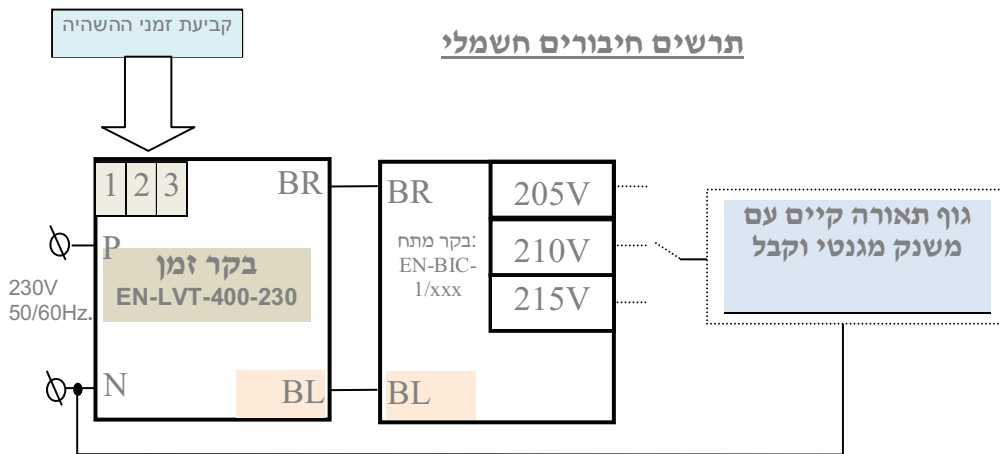 קביעת זמני ההשהיה
תרשים חיבורים חשמלי
1 2 3
BR
P
בקר זמן
EN-LVT-400-230
230V
50/60Hz.
N
BL
BR
בקר מתח:
EN-BIC-
1/xxx
BL
205V
210V
215V
גוף תאורה קיים עם
משנק מגנטי וקבל